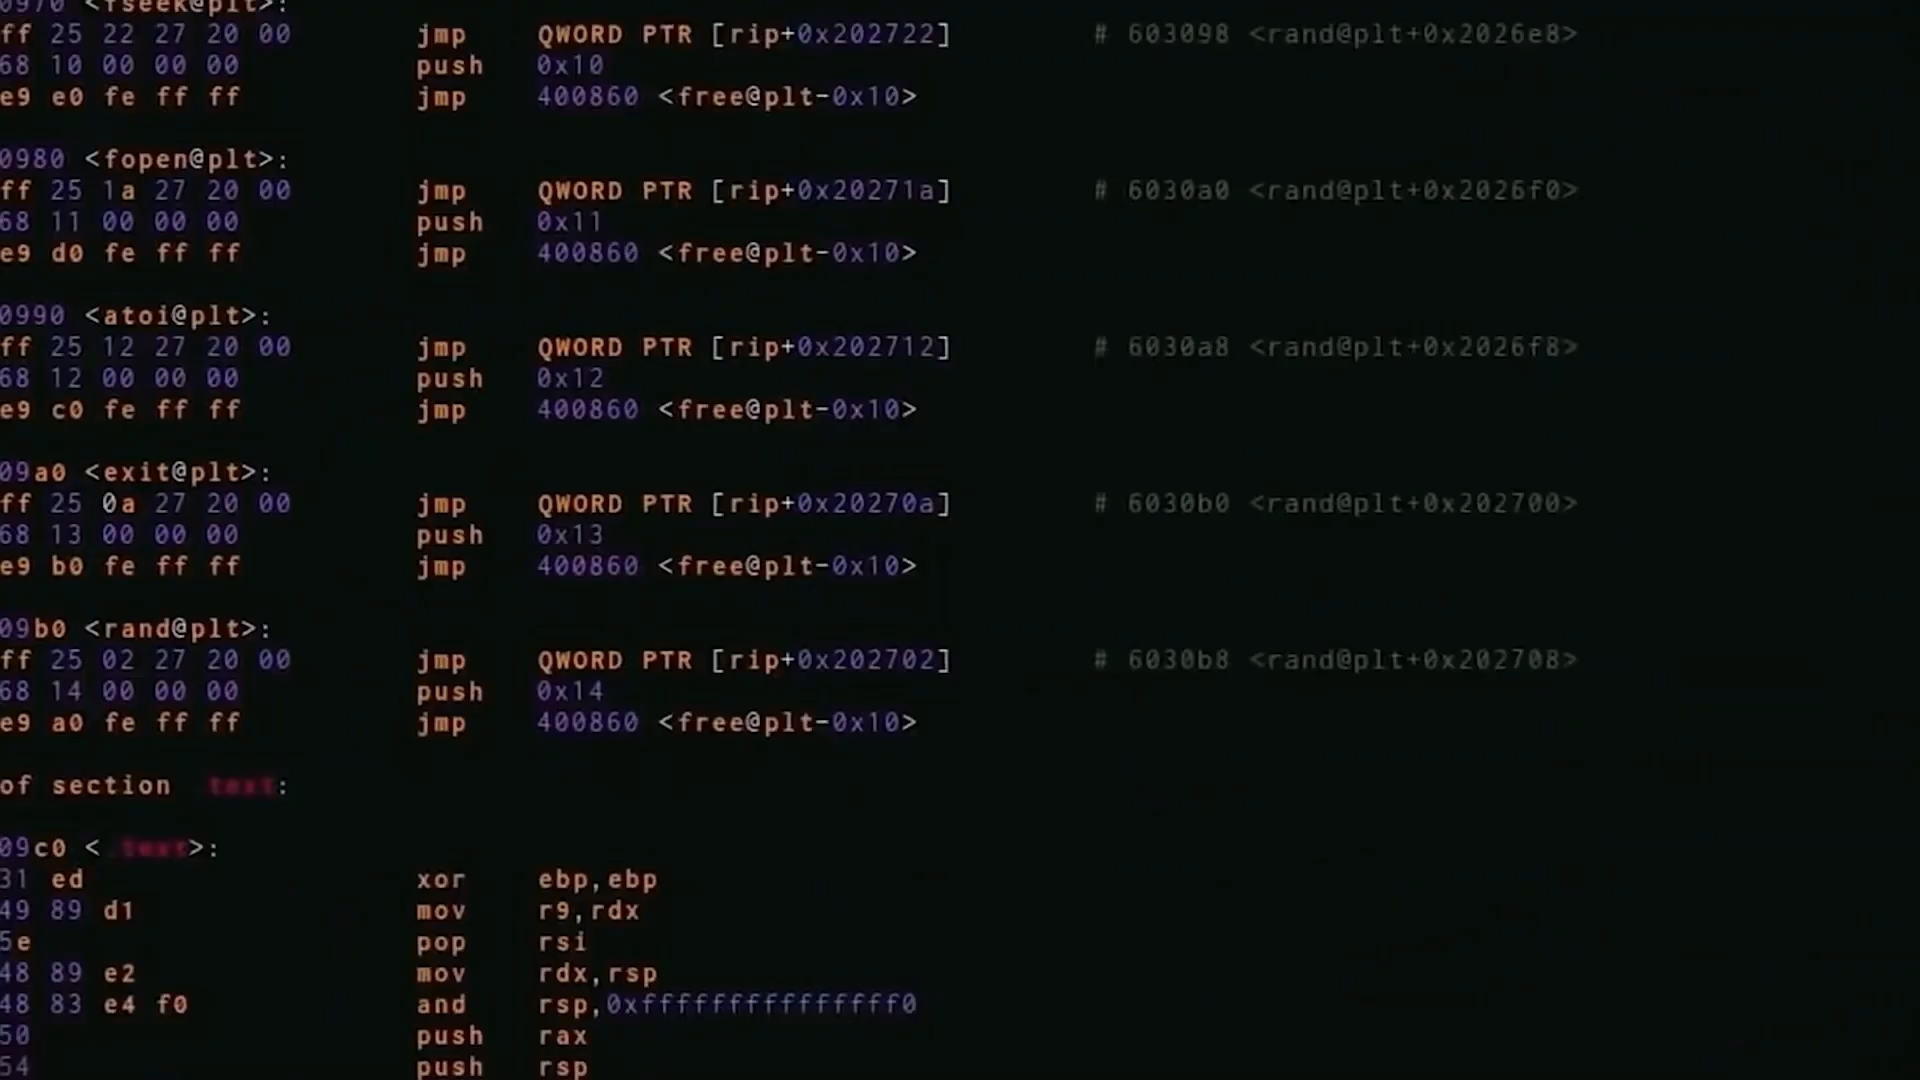 0970 <fseek@plt>:
ff 25 22 27 20 00 jmp QWORD PTR [rip+0x202722] # 603098 <rand@plt+0x2026e8>
68 10 00 00 00 push 0x10
e9 e0 fe ff ff jmp 400860 <free@plt-0x10>
0980 <fopen@plt>:
ff 25 1a 27 20 00 jmp QWORD PTR [rip+0x20271a] # 6030a0 <rand@plt+0x2026f0>
68 11 00 00 00 push 0x11
e9 d0 fe ff ff jmp 400860 <free@plt-0x10>
0990 <atoi@plt>:
ff 25 12 27 20 00 jmp QWORD PTR [rip+0x202712] # 6030a8 <rand@plt+0x2026f8>
68 12 00 00 00 push 0x12
e9 c0 fe ff ff jmp 400860 <free@plt-0x10>
09a0 <exit@plt>:
ff 25 0a 27 20 00 jmp QWORD PTR [rip+0x20270a] # 6030b0 <rand@plt+0x202700>
68 13 00 00 00 push 0x13
e9 b0 fe ff ff jmp 400860 <free@plt-0x10>
09b0 <rand@plt>:
ff 25 02 27 20 00 jmp QWORD PTR [rip+0x202702] # 6030b8 <rand@plt+0x202708>
68 14 00 00 00 push 0x14
e9 a0 fe ff ff jmp 400860 <free@plt-0x10>
of section text:
09c0 < text>:
31 ed xor ebp,ebp
49 89 d1 mov r9,rdx
5e pop rsi
48 89 e2 mov rdx,rsp
48 83 e4 f0 and rsp,0xfffffffffffffff0
50 push rax
54 push rsp